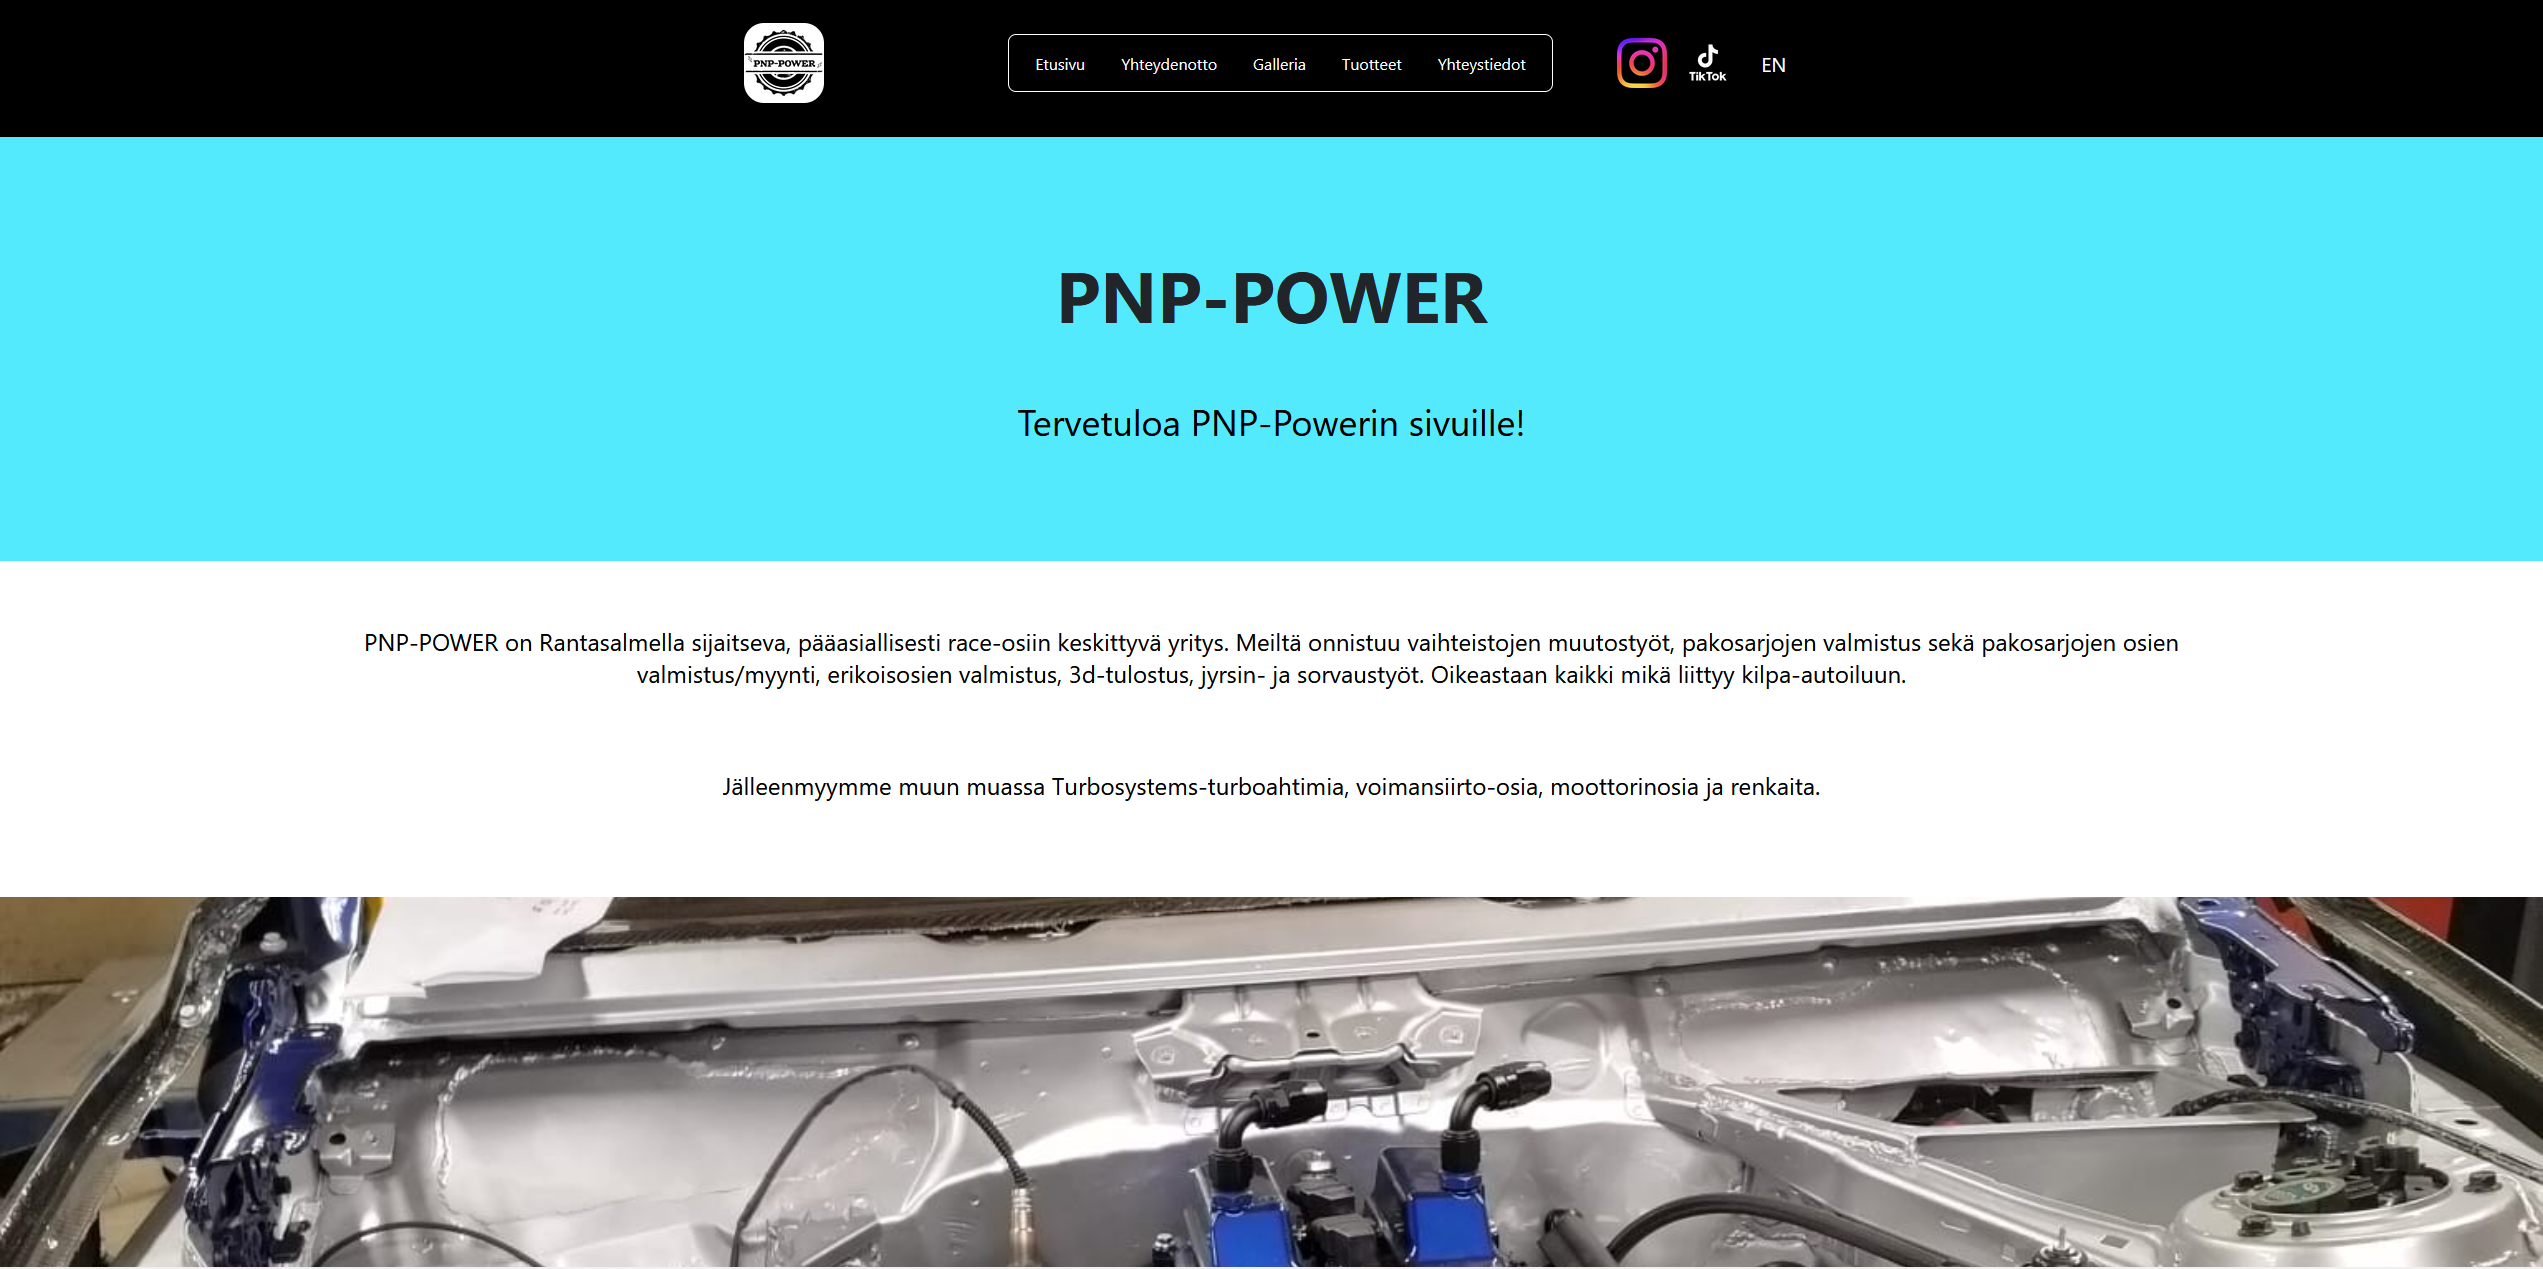 PNP-POWER
Etusivu Yhteydenotto Galleria Tuotteet Yhteystiedot
TikTok
EN
PNP-POWER
Tervetuloa PNP-Powerin sivuille!
PNP-POWER on Rantasalmella sijaitseva, pääasiallisesti race-osiin keskittyvä yritys. Meiltä onnistuu vaihteistojen muutostyöt, pakosarjojen valmistus sekä pakosarjojen osien
valmistus/myynti, erikoisosien valmistus, 3d-tulostus, jyrsin- ja sorvaustyöt. Oikeastaan kaikki mikä liittyy kilpa-autoiluun.
Jälleenmyymme muun muassa Turbosystems-turboahtimia, voimansiirto-osia, moottorinosia ja renkaita.